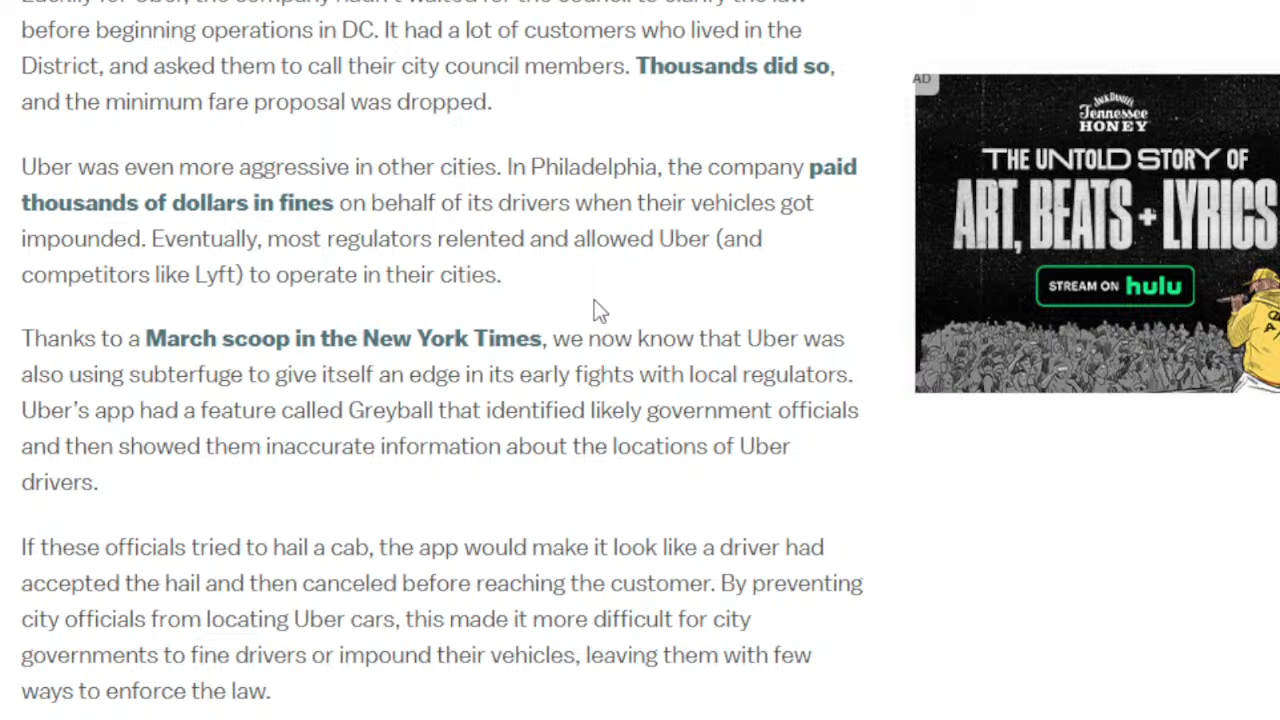 before beginning operations in DC. It had a lot of customers who lived in the
District, and asked them to call their city council members. Thousands did so,
and the minimum fare proposal was dropped.
Uber was even more aggressive in other cities. In Philadelphia, the company paid
thousands of dollars in fines on behalf of its drivers when their vehicles got
impounded. Eventually, most regulators relented and allowed Uber (and
competitors like Lyft) to operate in their cities.
Thanks to a March scoop in the New York Times, we now know that Uber was
also using subterfuge to give itself an edge in its early fights with local regulators.
Uber's app had a feature called Greyball that identified likely government officials
and then showed them inaccurate information about the locations of Uber
drivers.
If these officials tried to hail a cab, the app would make it look like a driver had
accepted the hail and then canceled before reaching the customer. By preventing
city officials from locating Uber cars, this made it more difficult for city
governments to fine drivers or impound their vehicles, leaving them with few
ways to enforce the law.
AD
JACK DANIEL'S
Tennessee
HONEY
THE UNTOLD STORY OF
ART, BEATS + LYRICS
STREAM ON hulu